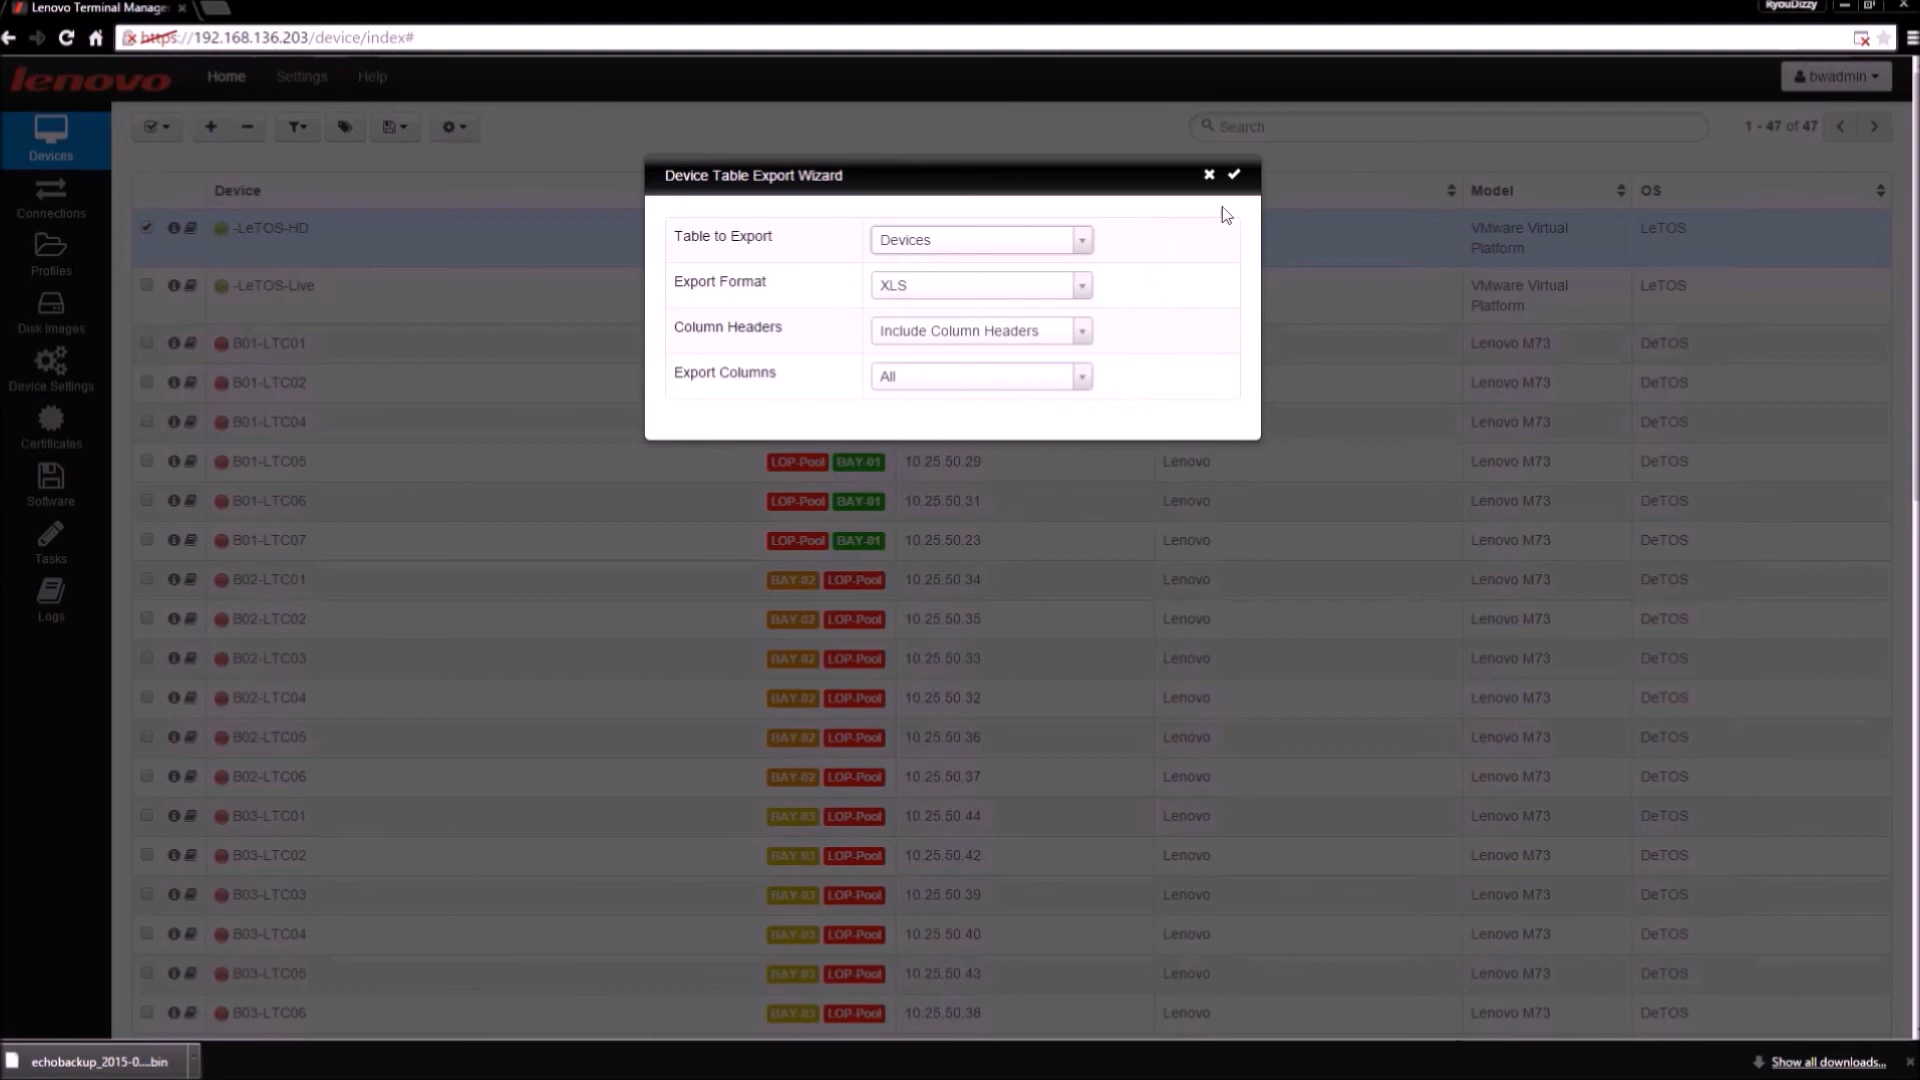 Lenovo Terminal Manage
RyouDizzy
https://192.168.136.203/device/index#
lenovo Home Settings Help bwadmin
Search 1 - 47 of 47
Devices
Connections
Profiles
Disk Images
Device Settings
Certificates
Software
Tasks
Logs
Device Table Export Wizard
Table to Export Devices
Export Format XLS
Column Headers Include Column Headers
Export Columns All
Device Model OS
-LeTOS-HD VMware Virtual Platform LeTOS
-LeTOS-Live VMware Virtual Platform LeTOS
B01-LTC01 Lenovo M73 DeTOS
B01-LTC02 Lenovo M73 DeTOS
B01-LTC04 Lenovo M73 DeTOS
B01-LTC05 LOP-Pool BAY-01 10.25.50.29 Lenovo Lenovo M73 DeTOS
B01-LTC06 LOP-Pool BAY-01 10.25.50.31 Lenovo Lenovo M73 DeTOS
B01-LTC07 LOP-Pool BAY-01 10.25.50.23 Lenovo Lenovo M73 DeTOS
B02-LTC01 BAY-02 LOP-Pool 10.25.50.34 Lenovo Lenovo M73 DeTOS
B02-LTC02 BAY-02 LOP-Pool 10.25.50.35 Lenovo Lenovo M73 DeTOS
B02-LTC03 BAY-02 LOP-Pool 10.25.50.33 Lenovo Lenovo M73 DeTOS
B02-LTC04 BAY-02 LOP-Pool 10.25.50.32 Lenovo Lenovo M73 DeTOS
B02-LTC05 BAY-02 LOP-Pool 10.25.50.36 Lenovo Lenovo M73 DeTOS
B02-LTC06 BAY-02 LOP-Pool 10.25.50.37 Lenovo Lenovo M73 DeTOS
B03-LTC01 BAY-03 LOP-Pool 10.25.50.44 Lenovo Lenovo M73 DeTOS
B03-LTC02 BAY-03 LOP-Pool 10.25.50.42 Lenovo Lenovo M73 DeTOS
B03-LTC03 BAY-03 LOP-Pool 10.25.50.39 Lenovo Lenovo M73 DeTOS
B03-LTC04 BAY-03 LOP-Pool 10.25.50.40 Lenovo Lenovo M73 DeTOS
B03-LTC05 BAY-03 LOP-Pool 10.25.50.43 Lenovo Lenovo M73 DeTOS
B03-LTC06 BAY-03 LOP-Pool 10.25.50.38 Lenovo Lenovo M73 DeTOS
echobackup_2015-0....bin
Show all downloads...